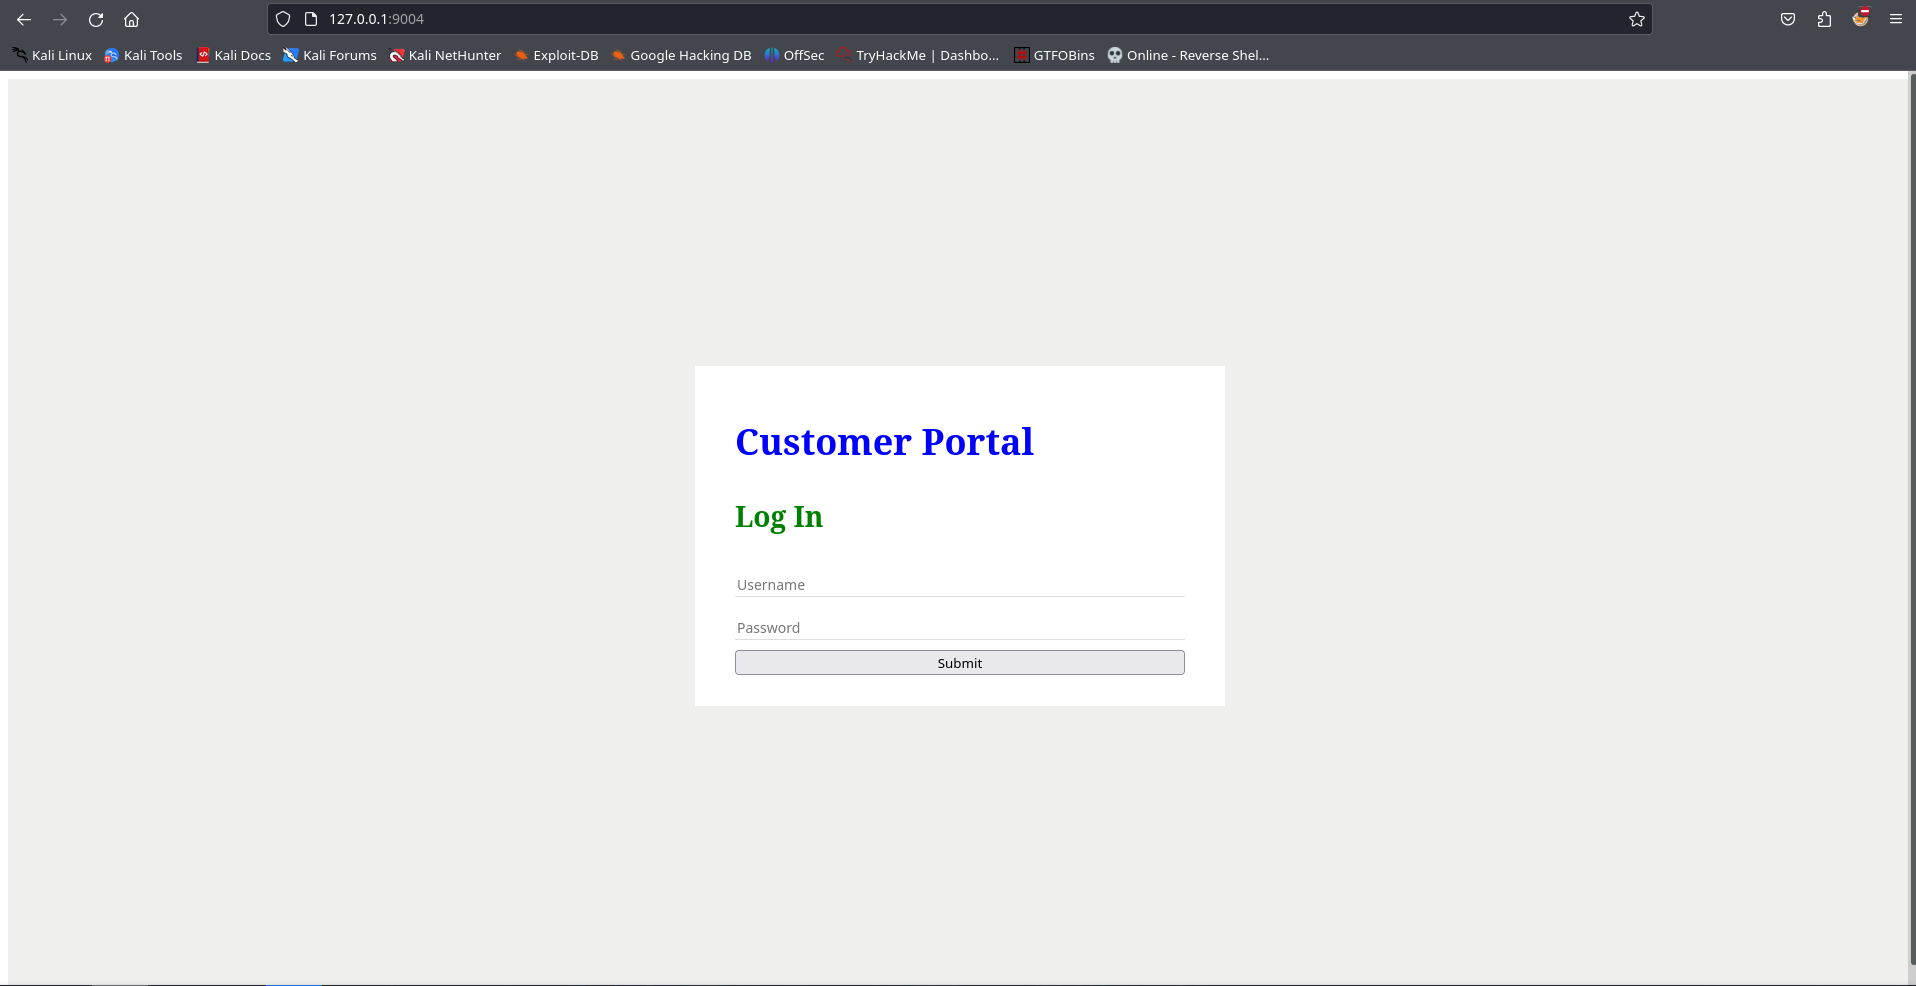 127.0.0.1:9004
Kali Linux Kali Tools Kali Docs Kali Forums Kali NetHunter Exploit-DB Google Hacking DB OffSec TryHackMe | Dashbo... GTFOBins Online - Reverse Shel...
Customer Portal
Log In
Username
Password
Submit